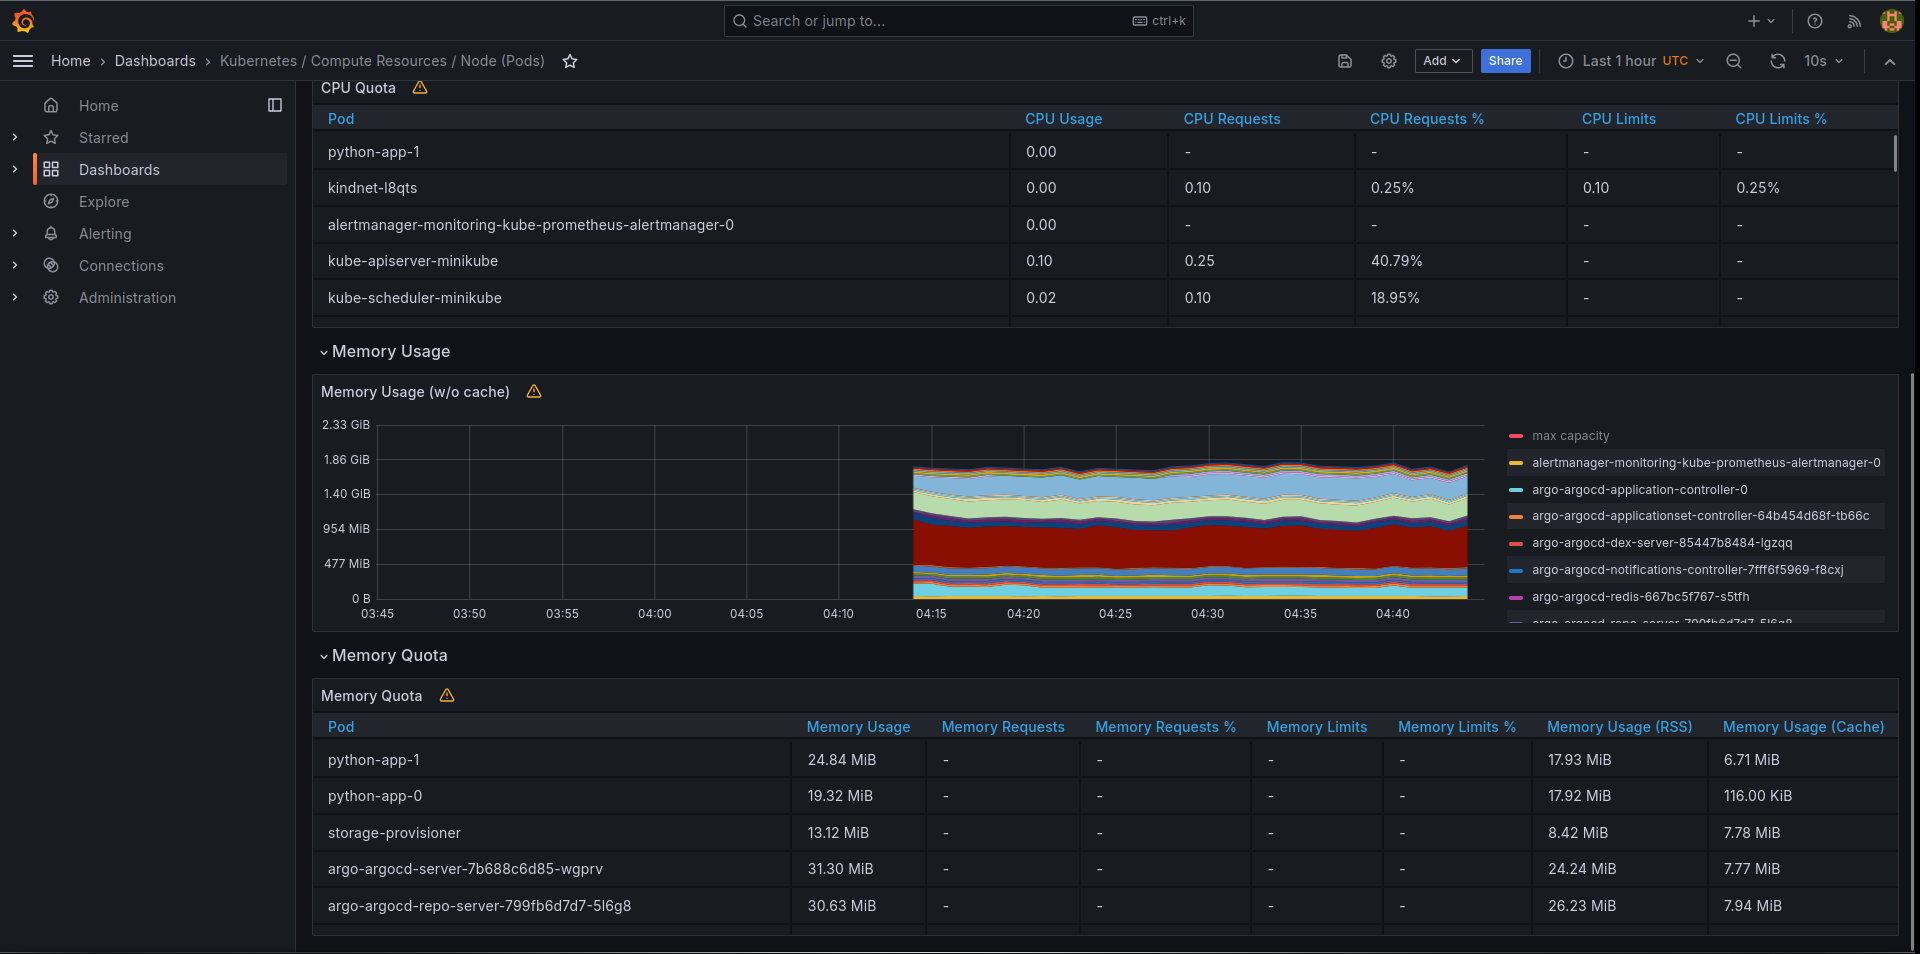 Search or jump to... ctrl+k
Home › Dashboards › Kubernetes / Compute Resources / Node (Pods) Add Share Last 1 hour UTC 10s
Home
Starred
Dashboards
Explore
Alerting
Connections
Administration
CPU Quota
Pod CPU Usage CPU Requests CPU Requests % CPU Limits CPU Limits %
python-app-1 0.00 - - - -
kindnet-l8qts 0.00 0.10 0.25% 0.10 0.25%
alertmanager-monitoring-kube-prometheus-alertmanager-0 0.00 - - - -
kube-apiserver-minikube 0.10 0.25 40.79% - -
kube-scheduler-minikube 0.02 0.10 18.95% - -
Memory Usage
Memory Usage (w/o cache)
2.33 GiB
1.86 GiB
1.40 GiB
954 MiB
477 MiB
0 B
03:45 03:50 03:55 04:00 04:05 04:10 04:15 04:20 04:25 04:30 04:35 04:40
max capacity
alertmanager-monitoring-kube-prometheus-alertmanager-0
argo-argocd-application-controller-0
argo-argocd-applicationset-controller-64b454d68f-tb66c
argo-argocd-dex-server-85447b8484-lgzqq
argo-argocd-notifications-controller-7fff6f5969-f8cxj
argo-argocd-redis-667bc5f767-s5tfh
argo-argocd-repo-server-799fb6d7d7-5l6g8
Memory Quota
Memory Quota
Pod Memory Usage Memory Requests Memory Requests % Memory Limits Memory Limits % Memory Usage (RSS) Memory Usage (Cache)
python-app-1 24.84 MiB - - - - 17.93 MiB 6.71 MiB
python-app-0 19.32 MiB - - - - 17.92 MiB 116.00 KiB
storage-provisioner 13.12 MiB - - - - 8.42 MiB 7.78 MiB
argo-argocd-server-7b688c6d85-wgprv 31.30 MiB - - - - 24.24 MiB 7.77 MiB
argo-argocd-repo-server-799fb6d7d7-5l6g8 30.63 MiB - - - - 26.23 MiB 7.94 MiB